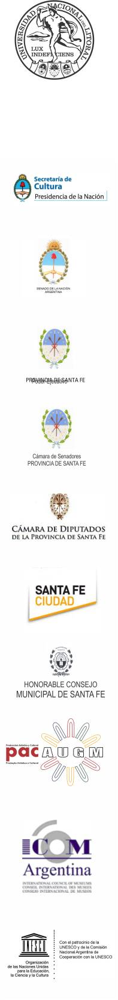 UNIVERSIDAD NACIONAL DEL LITORAL
LUX
INDEFICIENS
Secretaría de
Cultura
Presidencia de la Nación
SENADO DE LA NACIÓN
ARGENTINA
Poder Ejecutivo
PROVINCIA DE SANTA FE
Cámara de Senadores
PROVINCIA DE SANTA FE
CÁMARA DE DIPUTADOS
DE LA PROVINCIA DE SANTA FE
SANTA FE
CIUDAD
HONORABLE CONSEJO
MUNICIPAL DE SANTA FE
Producción Artística y Cultural
pac
Produção Artística e Cultural
AUGM
ICOM
Argentina
INTERNATIONAL COUNCIL OF MUSEUMS
CONSEIL INTERNATIONAL DES MUSEES
CONSEJO INTERNACIONAL DE MUSEOS
UNESCO
Organización
de las Naciones Unidas
para la Educación,
la Ciencia y la Cultura
Con el patrocinio de la
UNESCO y de la Comisión
Nacional Argentina de
Cooperación con la UNESCO